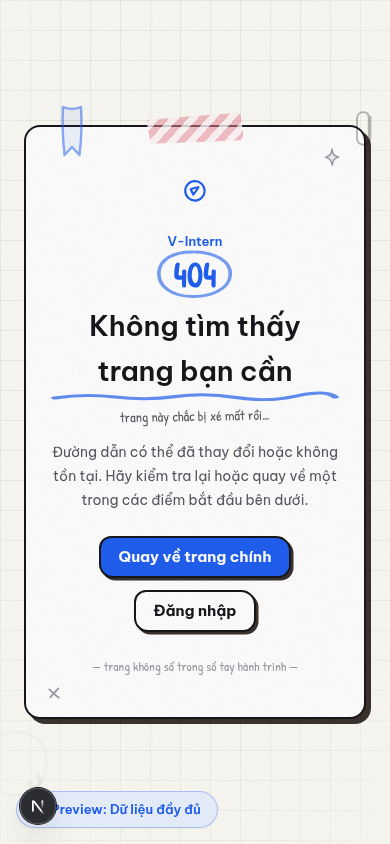 V-Intern
404
Không tìm thấy
trang bạn cần
trang này chắc bị xé mất rồi...
Đường dẫn có thể đã thay đổi hoặc không
tồn tại. Hãy kiểm tra lại hoặc quay về một
trong các điểm bắt đầu bên dưới.
Quay về trang chính
Đăng nhập
— trang không số trong sổ tay hành trình —
N
Preview: Dữ liệu đầy đủ